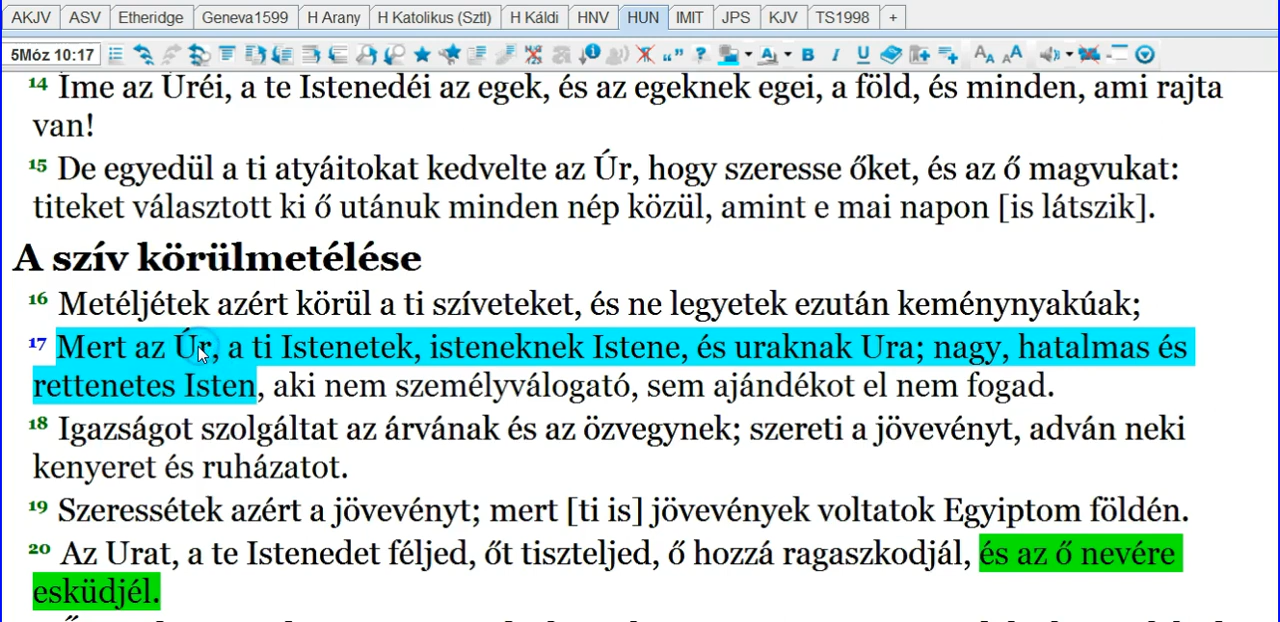 AKJV ASV Etheridge Geneva1599 H Arany H Katolikus (Sztl) H Káldi HNV HUN IMIT JPS KJV TS1998 +
5Móz 10:17
14 Ime az Úréi, a te Istenedéi az egek, és az egeknek egei, a föld, és minden, ami rajta
van!
15 De egyedül a ti atyáitokat kedvelte az Úr, hogy szeresse őket, és az ő magvukat:
titeket választott ki ő utánuk minden nép közül, amint e mai napon [is látszik].
A szív körülmetélése
16 Metéljétek azért körül a ti szíveteket, és ne legyetek ezután keménynyakúak;
17 Mert az Úr, a ti Istenetek, isteneknek Istene, és uraknak Ura; nagy, hatalmas és
rettenetes Isten, aki nem személyválogató, sem ajándékot el nem fogad.
18 Igazságot szolgáltat az árvának és az özvegynek; szereti a jövevényt, adván neki
kenyeret és ruházatot.
19 Szeressétek azért a jövevényt; mert [ti is] jövevények voltatok Egyiptom földén.
20 Az Urat, a te Istenedet féljed, őt tiszteljed, ő hozzá ragaszkodjál, és az ő nevére
esküdjél.